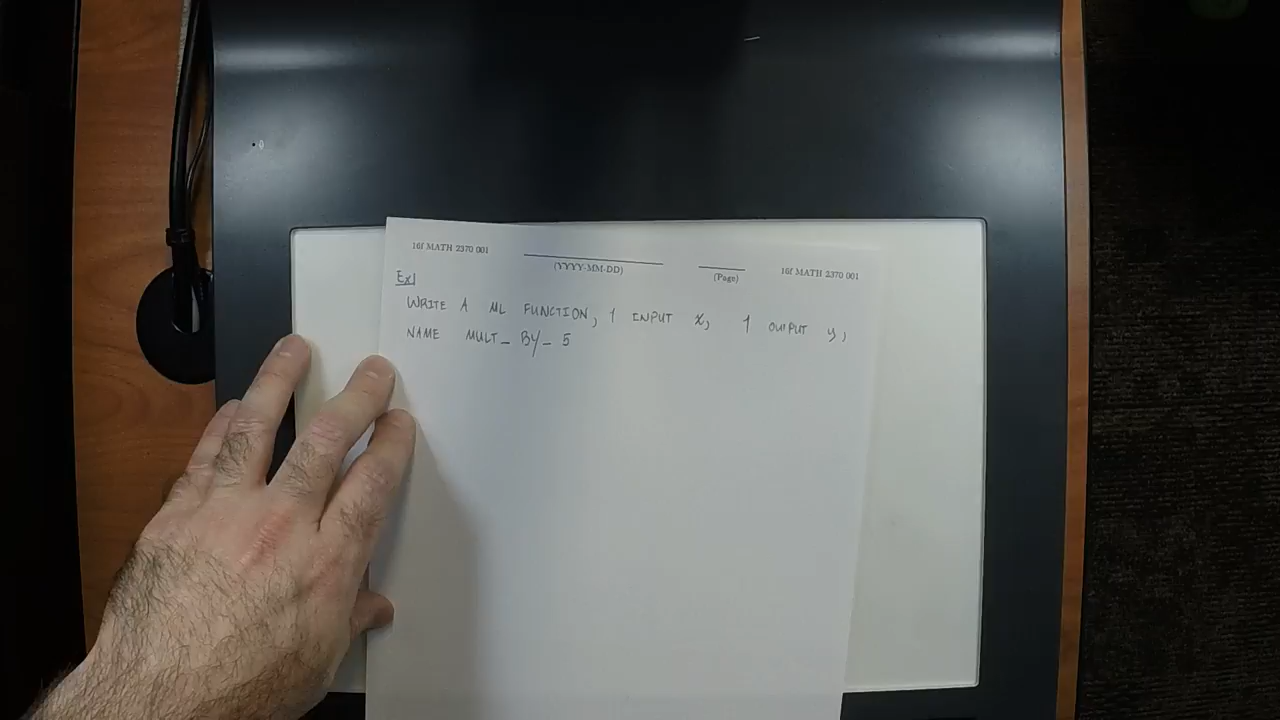 16f MATH 2370 001
(YYYY-MM-DD)
(Page)
16f MATH 2370 001
Ex1
WRITE A ML FUNCTION, 1 INPUT x, 1 OUTPUT y,
NAME MULT_BY_5